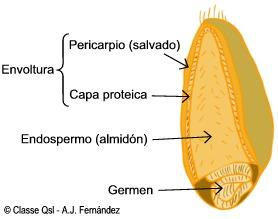 Pericarpio (salvado)
Envoltura
Capa proteica
Endospermo (almidón)
Germen
© Classe Qsl - A.J. Fernández